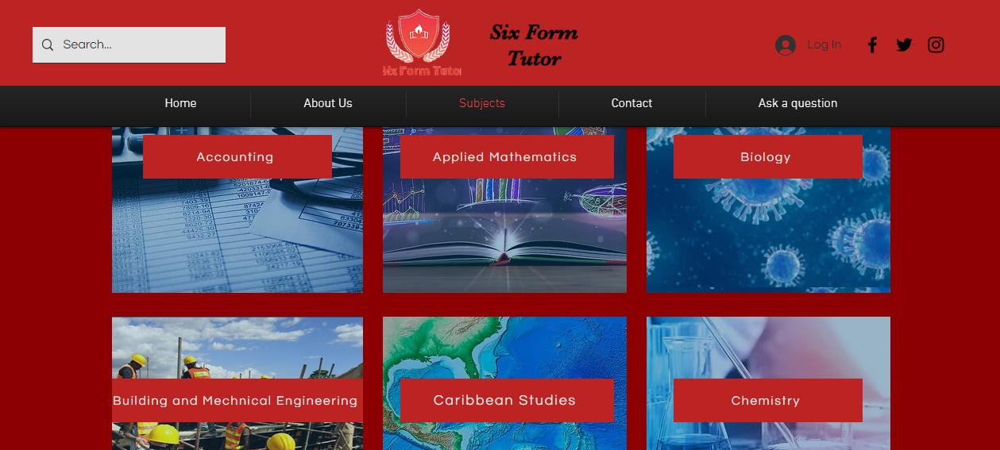 Search...
Six Form Tutor
Six Form
Tutor
Log In
Home
About Us
Subjects
Contact
Ask a question
Accounting
Applied Mathematics
Biology
Building and Mechnical Engineering
Caribbean Studies
Chemistry